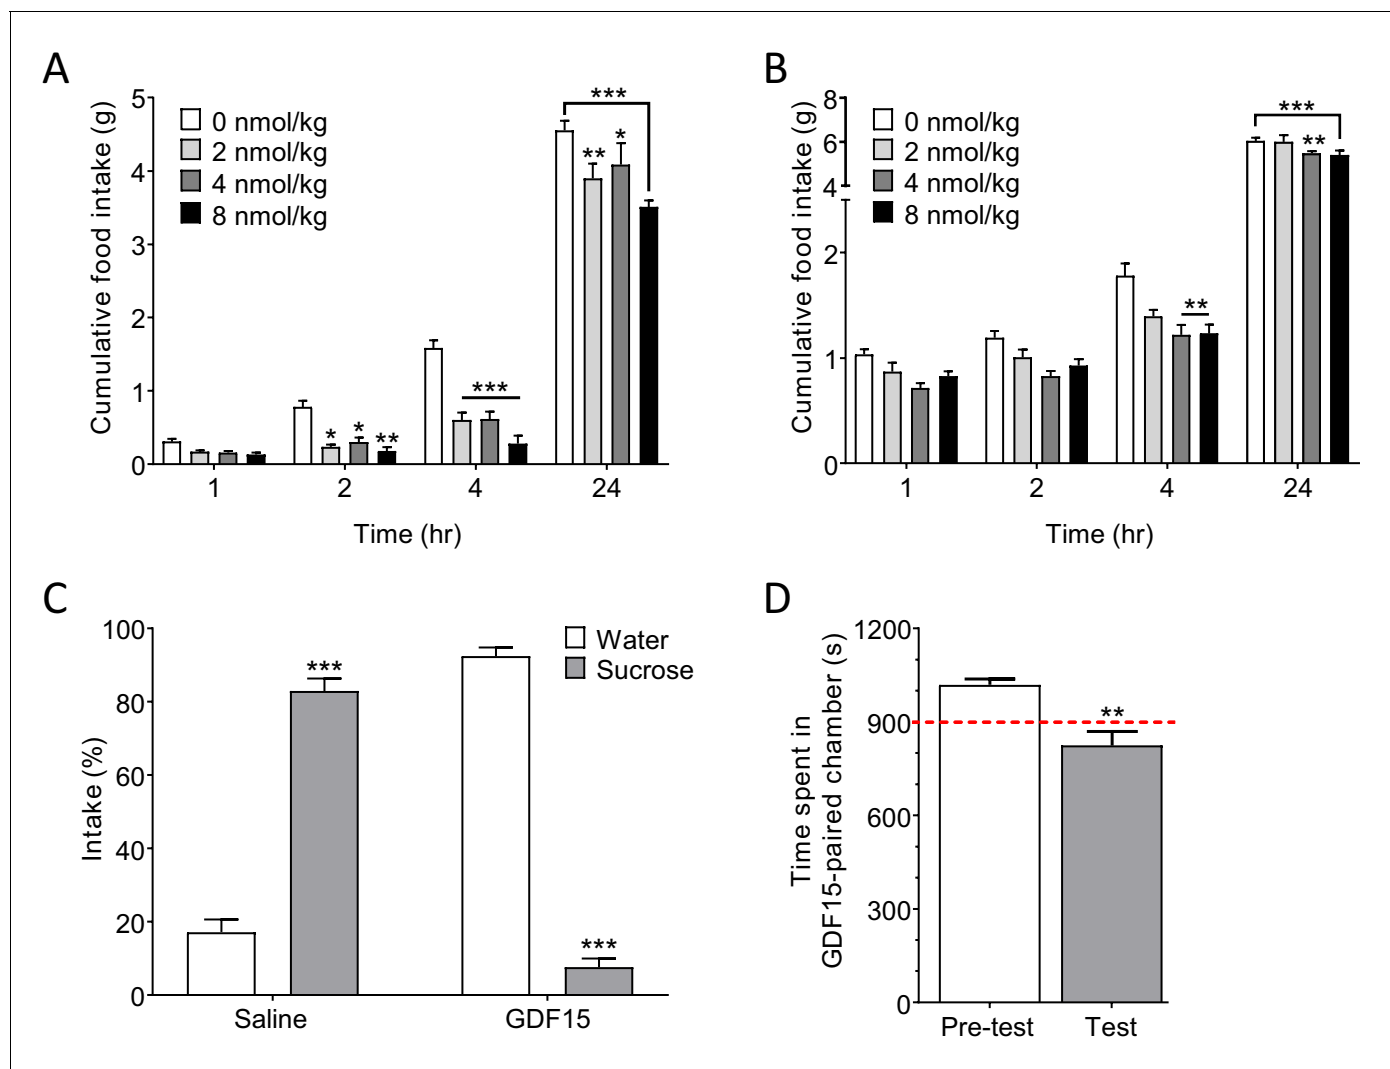 A
Cumulative food intake (g)
5
4
3
2
1
0
0 nmol/kg
2 nmol/kg
4 nmol/kg
8 nmol/kg
*
*
**
***
**
*
***
1 2 4 24
Time (hr)
B
Cumulative food intake (g)
8
6
4
2
1
0
0 nmol/kg
2 nmol/kg
4 nmol/kg
8 nmol/kg
**
**
***
1 2 4 24
Time (hr)
C
Intake (%)
100
80
60
40
20
0
Water
Sucrose
***
***
Saline GDF15
D
Time spent in
GDF15-paired chamber (s)
1200
900
600
300
0
**
Pre-test Test